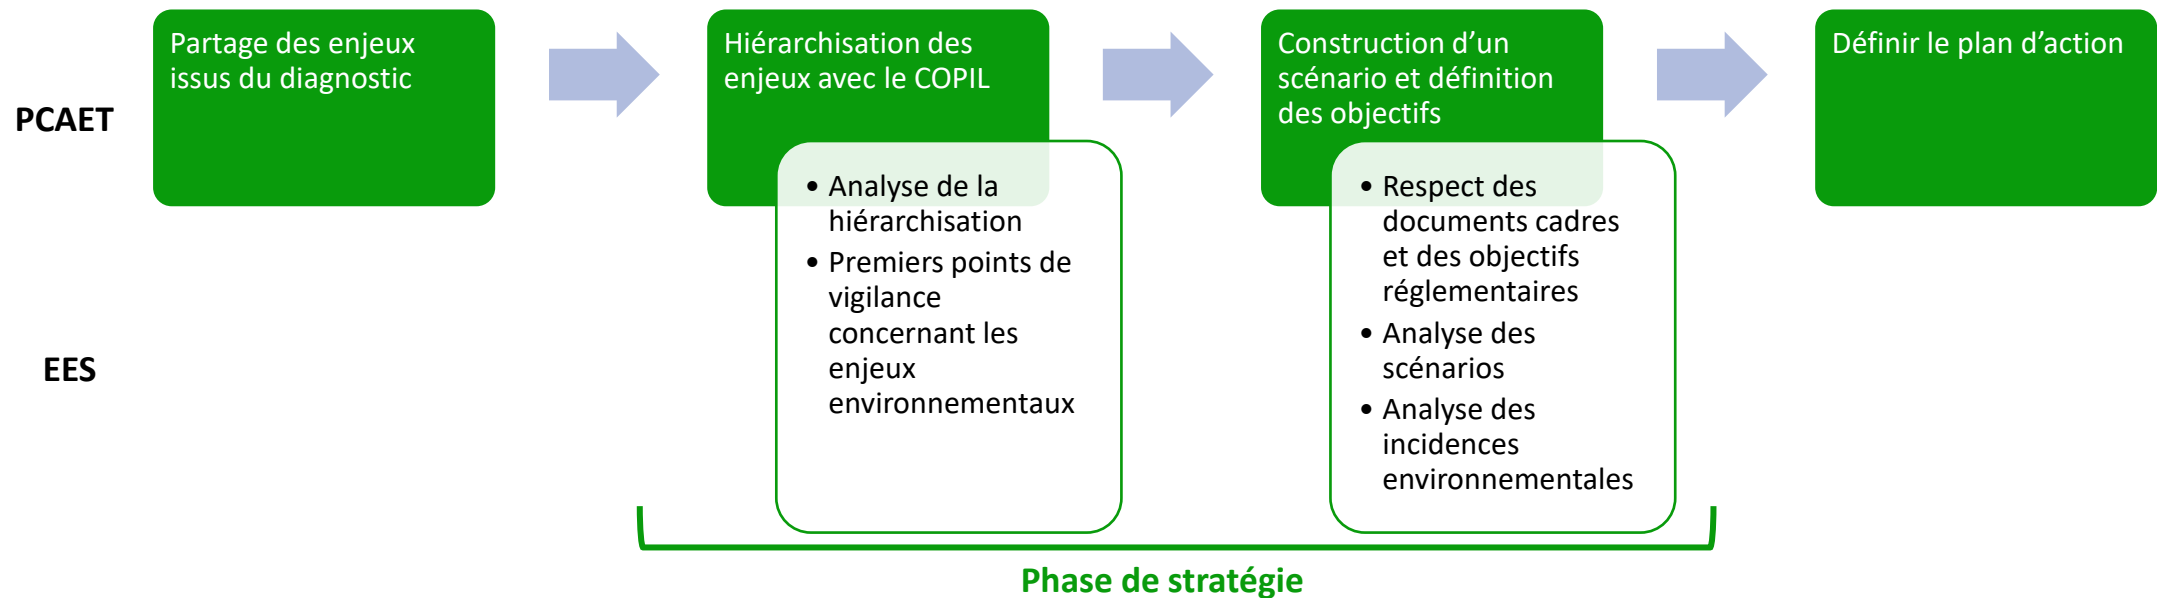 PCAET
Partage des enjeux
issus du diagnostic
Hiérarchisation des
enjeux avec le COPIL
Construction d’un
scénario et définition
des objectifs
Définir le plan d’action
EES
• Analyse de la
hiérarchisation
• Premiers points de
vigilance
concernant les
enjeux
environnementaux
• Respect des
documents cadres
et des objectifs
réglementaires
• Analyse des
scénarios
• Analyse des
incidences
environnementales
Phase de stratégie